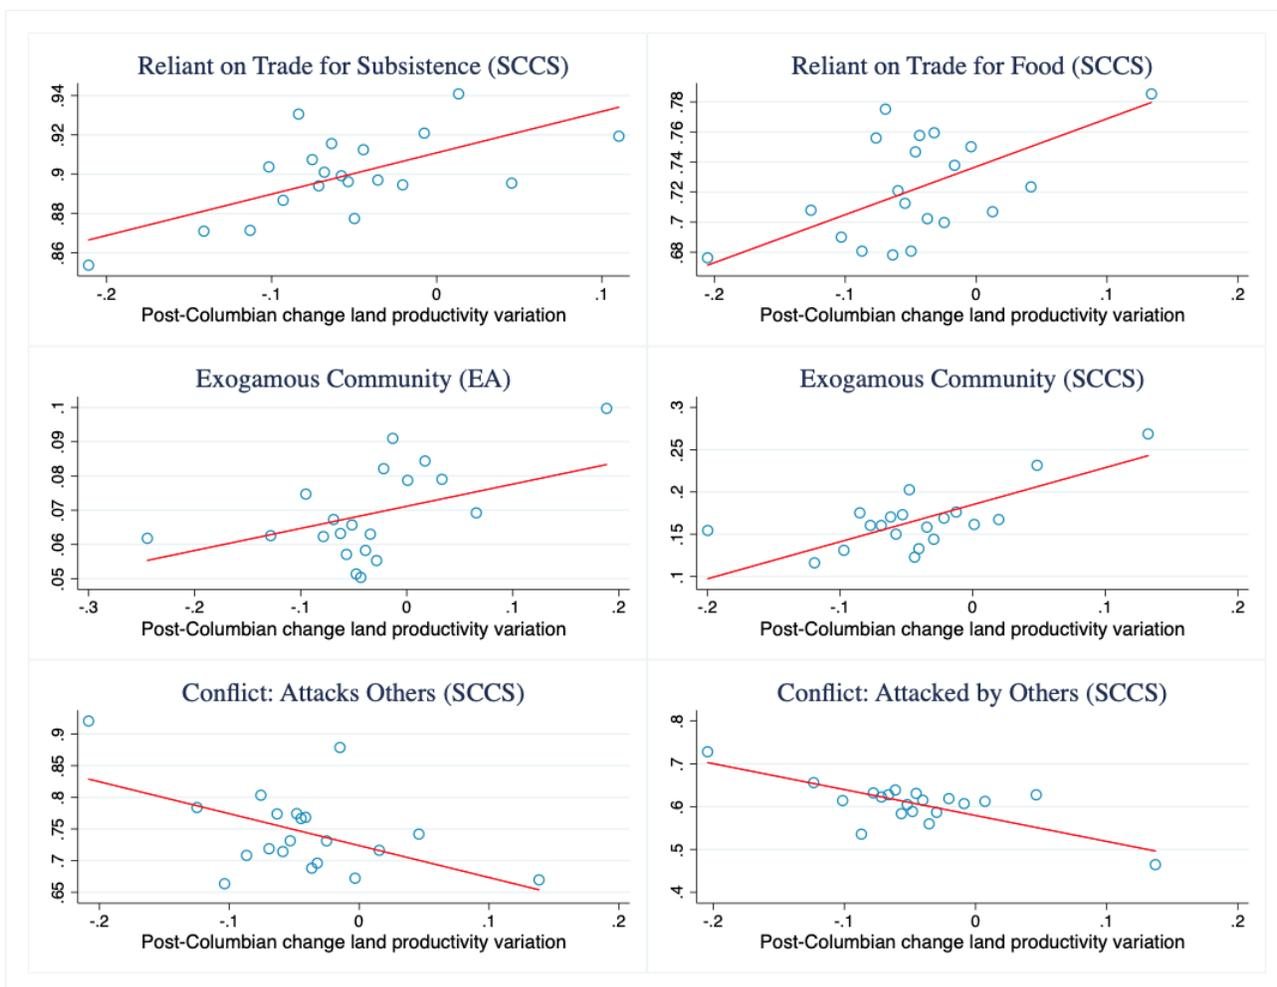 Reliant on Trade for Subsistence (SCCS)
.94
.92
.9
.88
.86
-.2 -.1 0 .1
Post-Columbian change land productivity variation
Reliant on Trade for Food (SCCS)
.78
.76
.74
.72
.7
.68
-.2 -.1 0 .1 .2
Post-Columbian change land productivity variation
Exogamous Community (EA)
.1
.09
.08
.07
.06
.05
-.3 -.2 -.1 0 .1 .2
Post-Columbian change land productivity variation
Exogamous Community (SCCS)
.3
.25
.2
.15
.1
-.2 -.1 0 .1 .2
Post-Columbian change land productivity variation
Conflict: Attacks Others (SCCS)
.9
.85
.8
.75
.7
.65
-.2 -.1 0 .1 .2
Post-Columbian change land productivity variation
Conflict: Attacked by Others (SCCS)
.8
.7
.6
.5
.4
-.2 -.1 0 .1 .2
Post-Columbian change land productivity variation